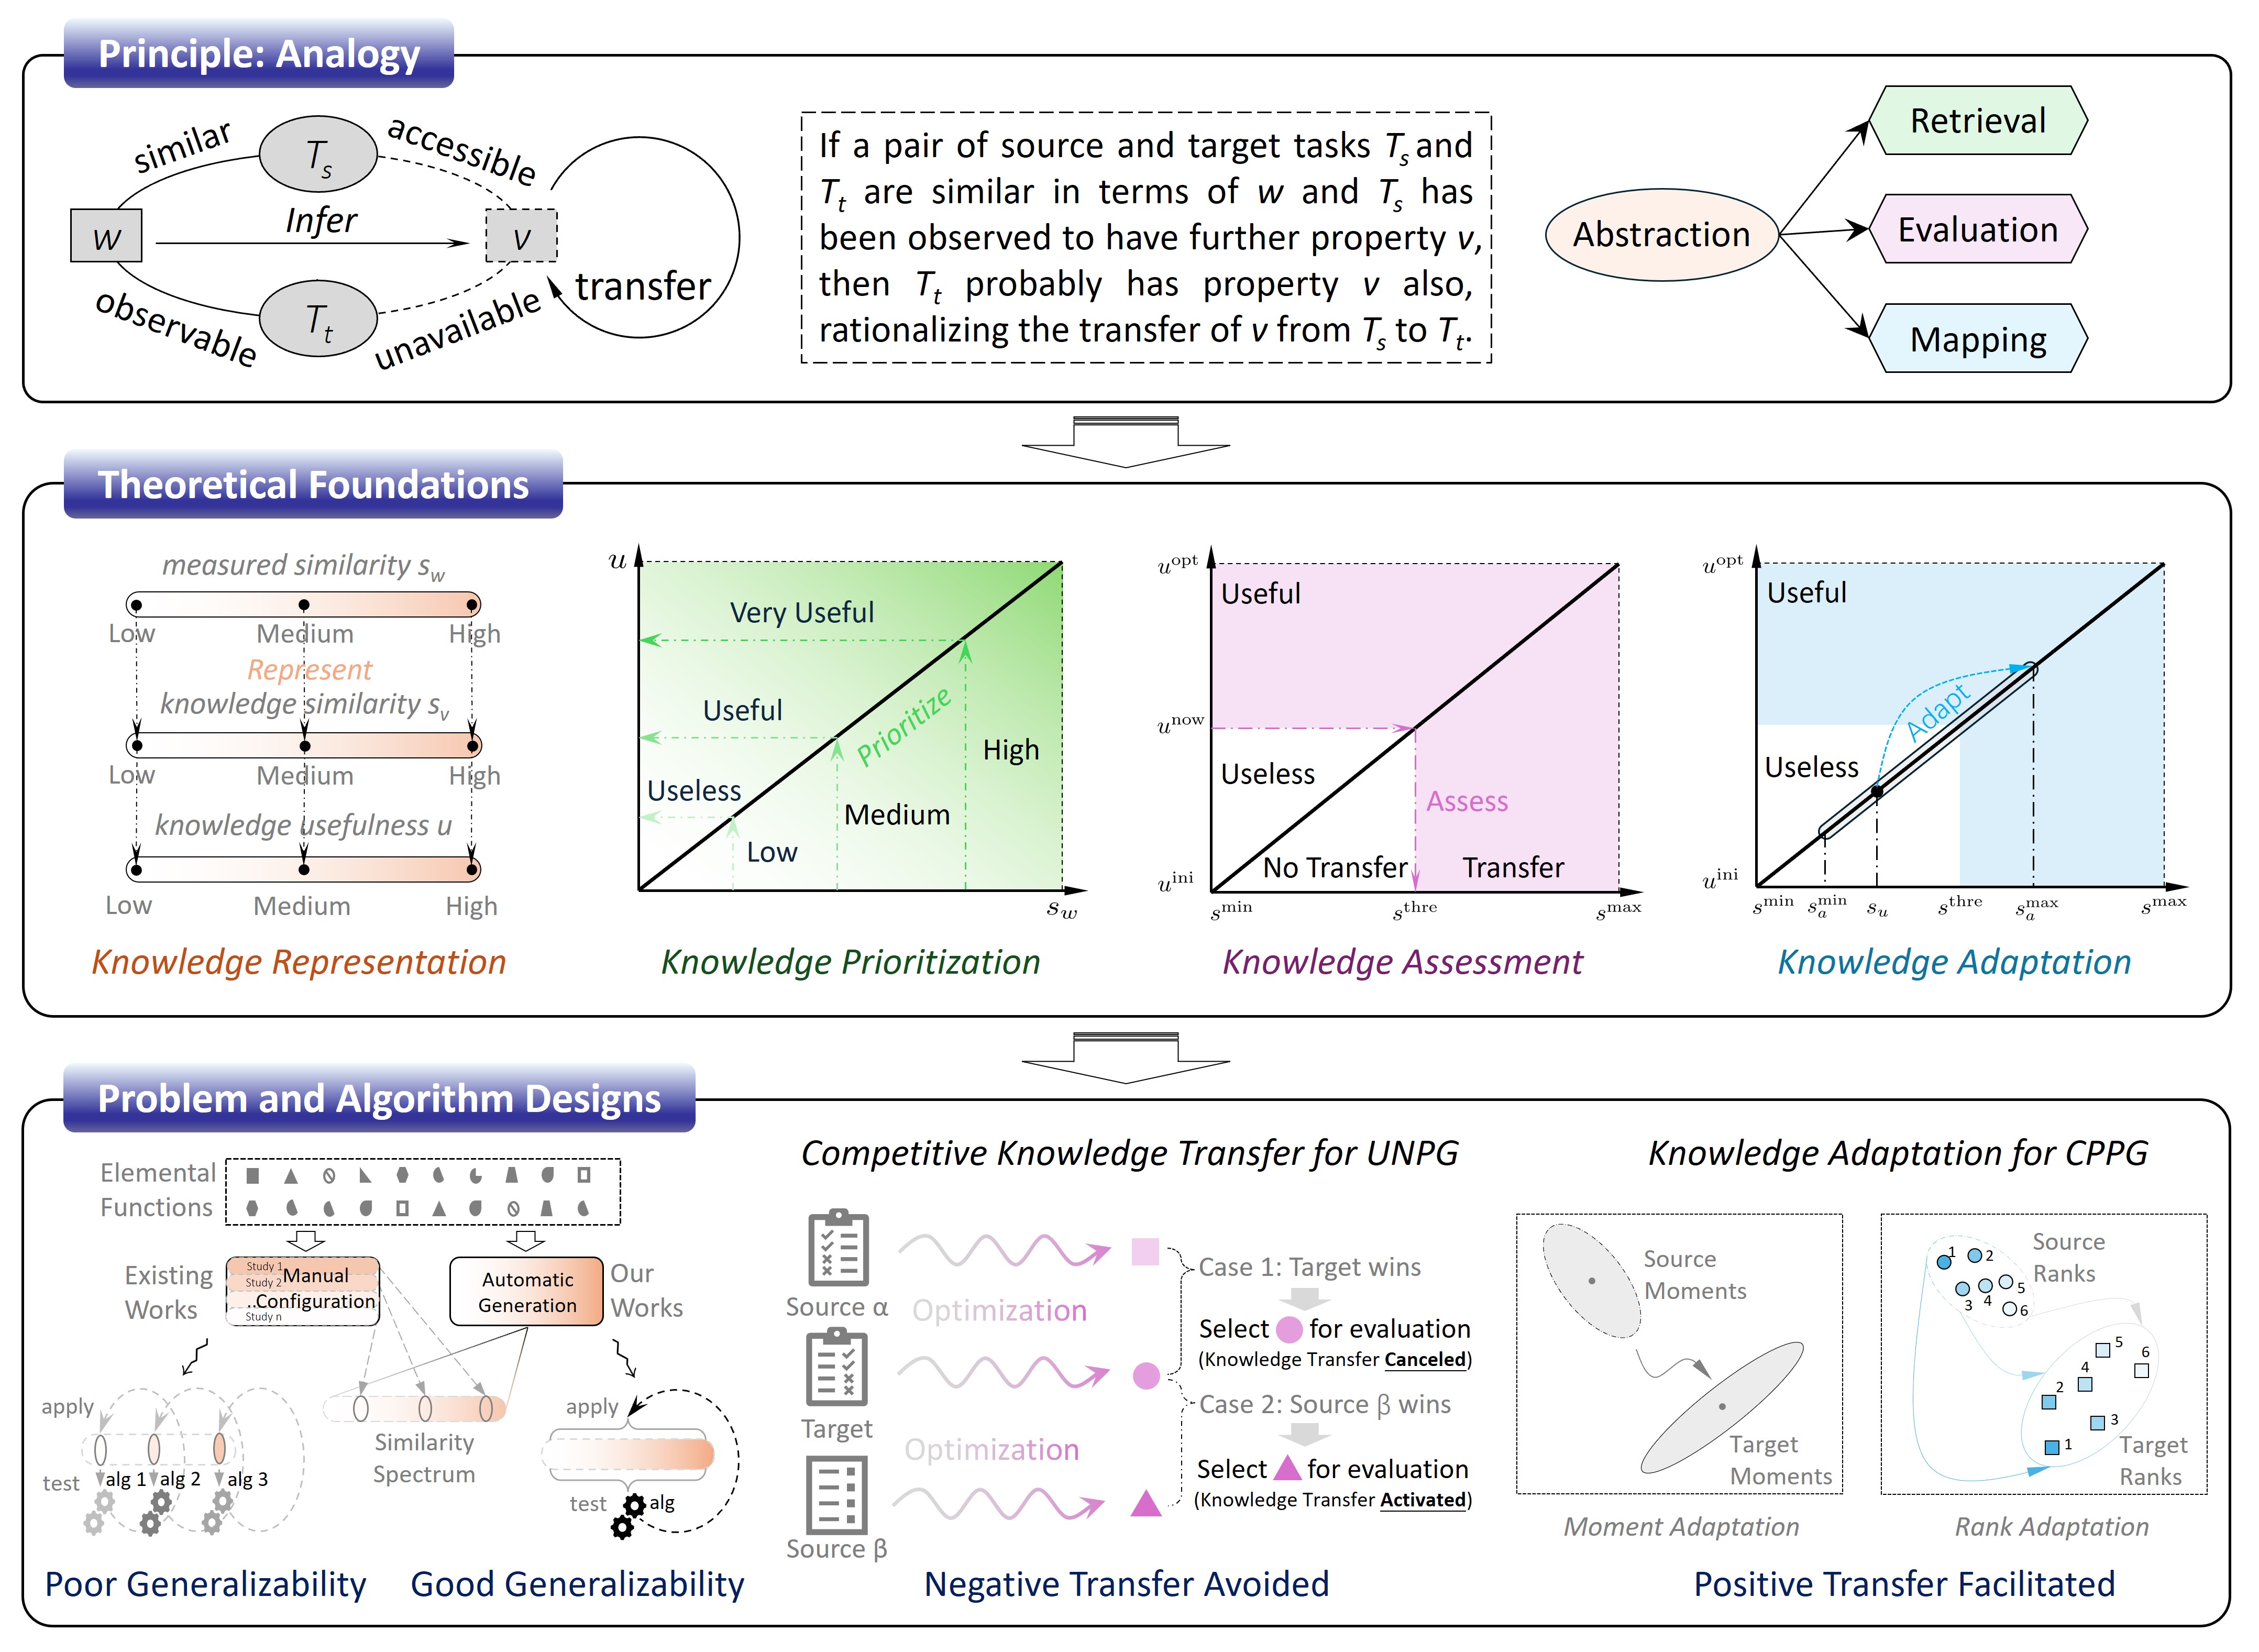 Principle: Analogy
similar
T_s
accessible
w
Infer
v
transfer
observable
T_t
unavailable
If a pair of source and target tasks T_s and
T_t are similar in terms of w and T_s has
been observed to have further property v,
then T_t probably has property v also,
rationalizing the transfer of v from T_s to T_t.
Abstraction
Retrieval
Evaluation
Mapping
Theoretical Foundations
measured similarity s_w
Low Medium High
Represent
knowledge similarity s_v
Low Medium High
knowledge usefulness u
Low Medium High
Knowledge Representation
u
Very Useful
Useful
Prioritize
High
Useless
Medium
Low
s_w
Knowledge Prioritization
u^opt
Useful
u^now
Useless
Assess
No Transfer Transfer
u^ini
s^min s^thre s^max
Knowledge Assessment
u^opt
Useful
Adapt
Useless
u^ini
s^min s_a^min s_u s^thre s_a^max s^max
Knowledge Adaptation
Problem and Algorithm Designs
Elemental
Functions
Existing
Works
Study 1
Study 2
...
Study n
Manual
Configuration
Automatic
Generation
Our
Works
apply
test
alg 1 alg 2 alg 3
Similarity
Spectrum
apply
test
alg
Poor Generalizability
Good Generalizability
Competitive Knowledge Transfer for UNPG
Source α
Optimization
Target
Optimization
Source β
Case 1: Target wins
Select for evaluation
(Knowledge Transfer Canceled)
Case 2: Source β wins
Select for evaluation
(Knowledge Transfer Activated)
Negative Transfer Avoided
Knowledge Adaptation for CPPG
Source
Moments
Target
Moments
Moment Adaptation
1 2
3 4 5
6
Source
Ranks
5
6
4
2
3
1
Target
Ranks
Rank Adaptation
Positive Transfer Facilitated